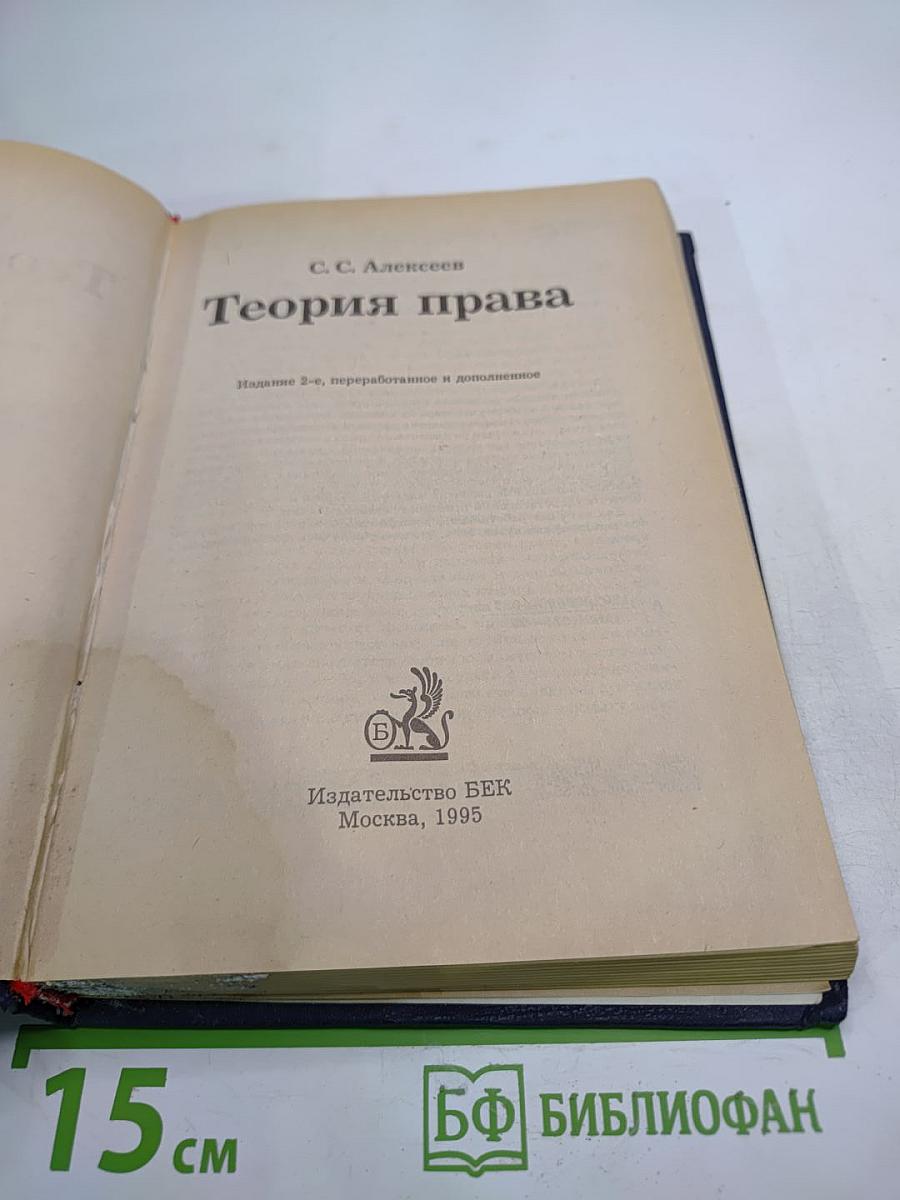 С. С. Алексеев
Теория права
Издание 2-е, переработанное и дополненное
Б
Издательство БЕК
Москва, 1995
15 см
БФ БИБЛИОФАН